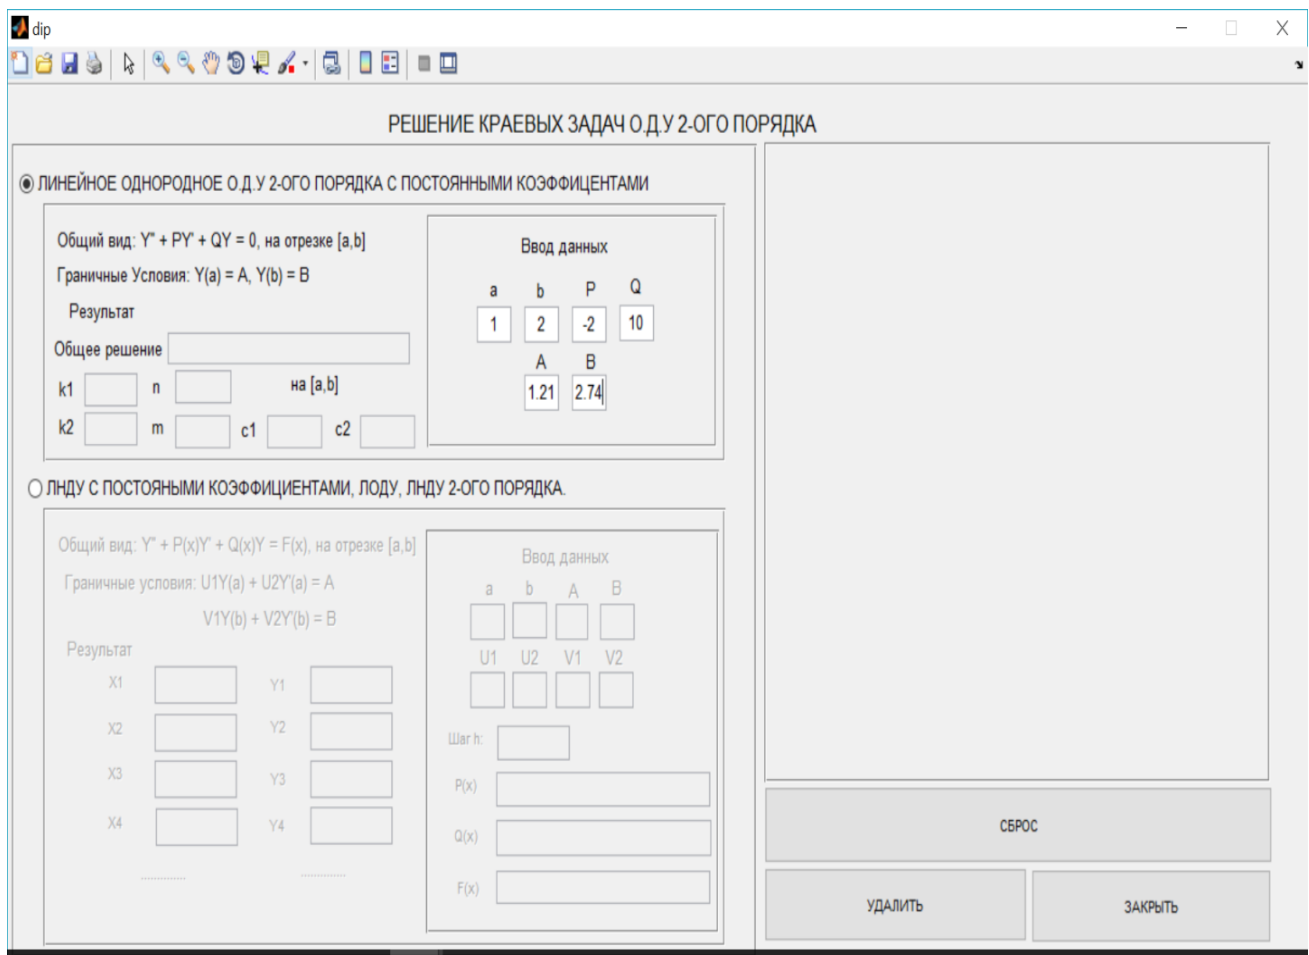 dip
РЕШЕНИЕ КРАЕВЫХ ЗАДАЧ О.Д.У 2-ОГО ПОРЯДКА
ЛИНЕЙНОЕ ОДНОРОДНОЕ О.Д.У 2-ОГО ПОРЯДКА С ПОСТОЯННЫМИ КОЭФФИЦЕНТАМИ
Общий вид: Y'' + PY' + QY = 0, на отрезке [a,b]
Граничные Условия: Y(a) = A, Y(b) = B
Результат
Общее решение
k1 n на [a,b]
k2 m c1 c2
Ввод данных
a b P Q
1 2 -2 10
A B
1.21 2.74
ЛНДУ С ПОСТОЯНЫМИ КОЭФФИЦИЕНТАМИ, ЛОДУ, ЛНДУ 2-ОГО ПОРЯДКА.
Общий вид: Y'' + P(x)Y' + Q(x)Y = F(x), на отрезке [a,b]
Граничные условия: U1Y(a) + U2Y'(a) = A
V1Y(b) + V2Y'(b) = B
Результат
X1 Y1
X2 Y2
X3 Y3
X4 Y4
............. .............
Ввод данных
a b A B
U1 U2 V1 V2
Шаг h:
P(x)
Q(x)
F(x)
СБРОС
УДАЛИТЬ ЗАКРЫТЬ